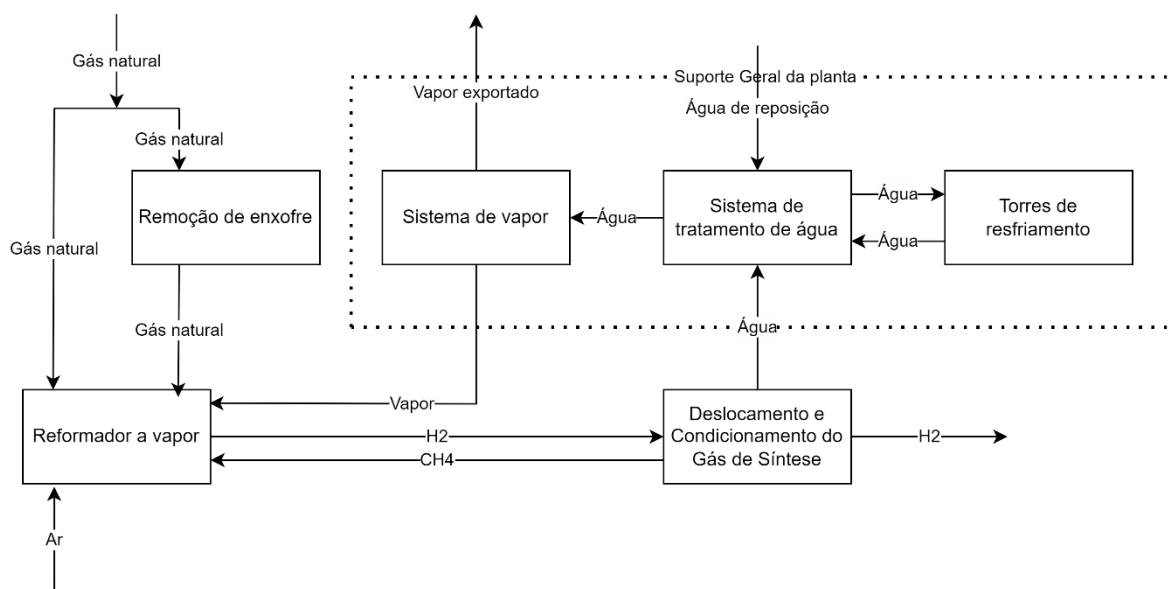 Gás natural
Suporte Geral da planta
Vapor exportado
Água de reposição
Gás natural
Remoção de enxofre
Sistema de vapor
Água
Sistema de
tratamento de água
Água
Água
Torres de
resfriamento
Gás natural
Gás natural
Água
Vapor
Reformador a vapor
H2
CH4
Deslocamento e
Condicionamento do
Gás de Síntese
H2
Ar